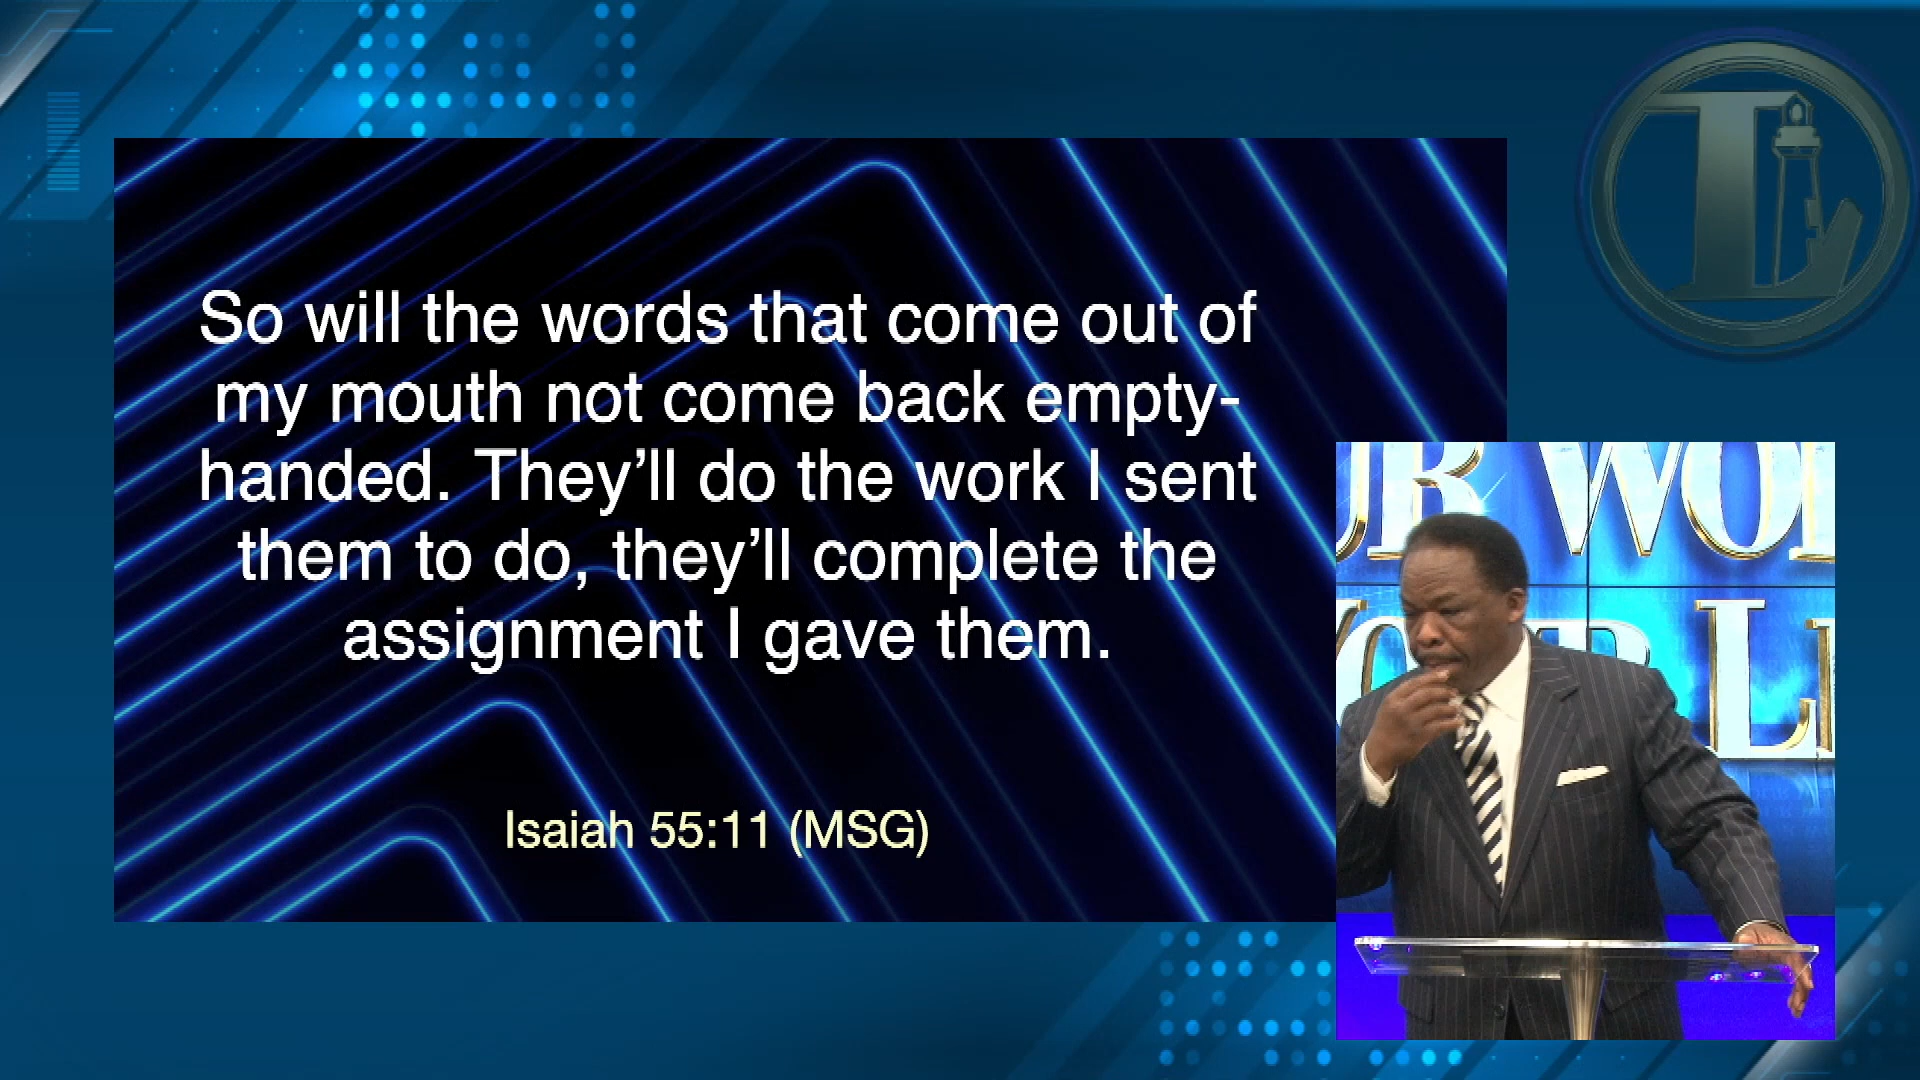 So will the words that come out of
my mouth not come back empty-
handed. They’ll do the work I sent
them to do, they’ll complete the
assignment I gave them.
Isaiah 55:11 (MSG)